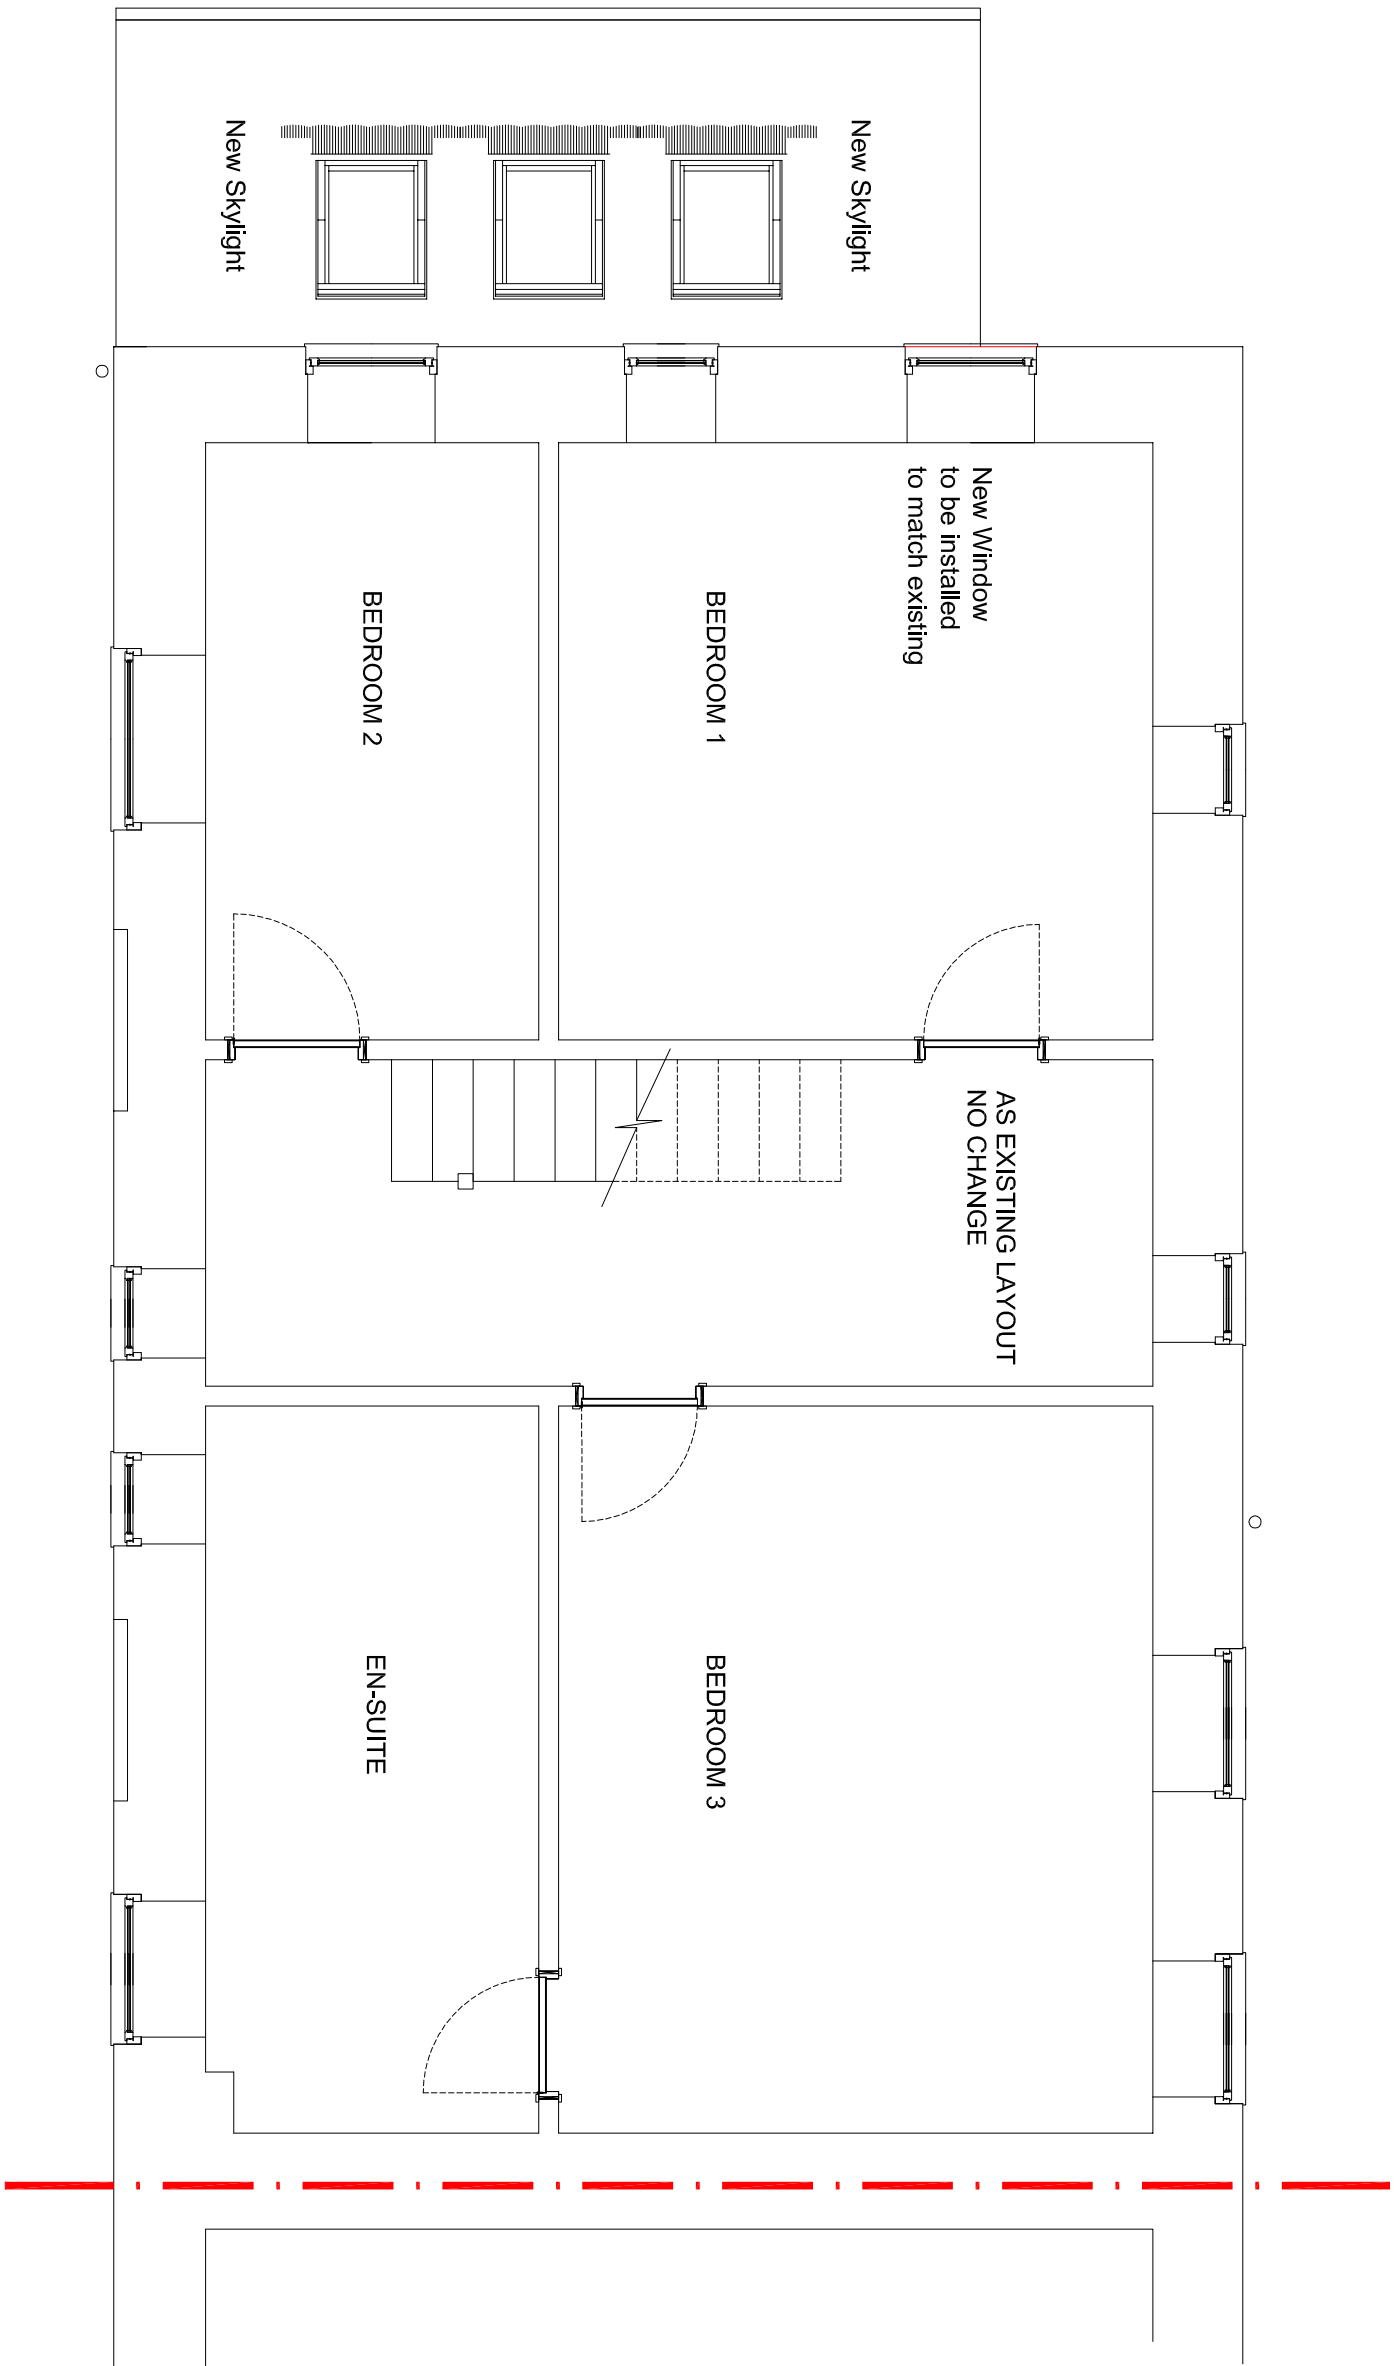 New Skylight
New Skylight
New Window
to be installed
to match existing
BEDROOM 1
BEDROOM 2
AS EXISTING LAYOUT
NO CHANGE
BEDROOM 3
EN-SUITE